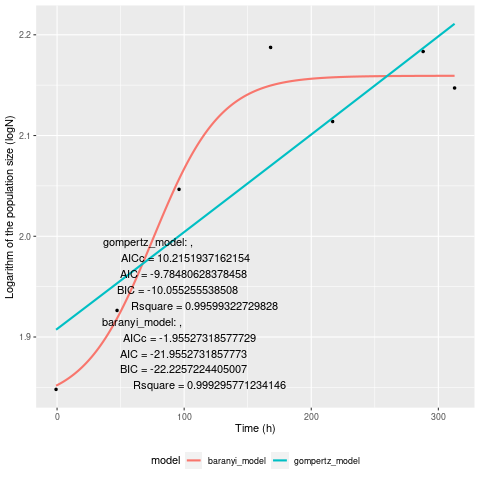 2.2
2.1
2.0
1.9
Logarithm of the population size (logN)
gompertz_model: ,
AICc = 10.2151937162154
AIC = -9.78480628378458
BIC = -10.055255538508
Rsquare = 0.99599322729828
baranyi_model: ,
AICc = -1.95527318577729
AIC = -21.9552731857773
BIC = -22.2257224405007
Rsquare = 0.999295771234146
0 100 200 300
Time (h)
model baranyi_model gompertz_model